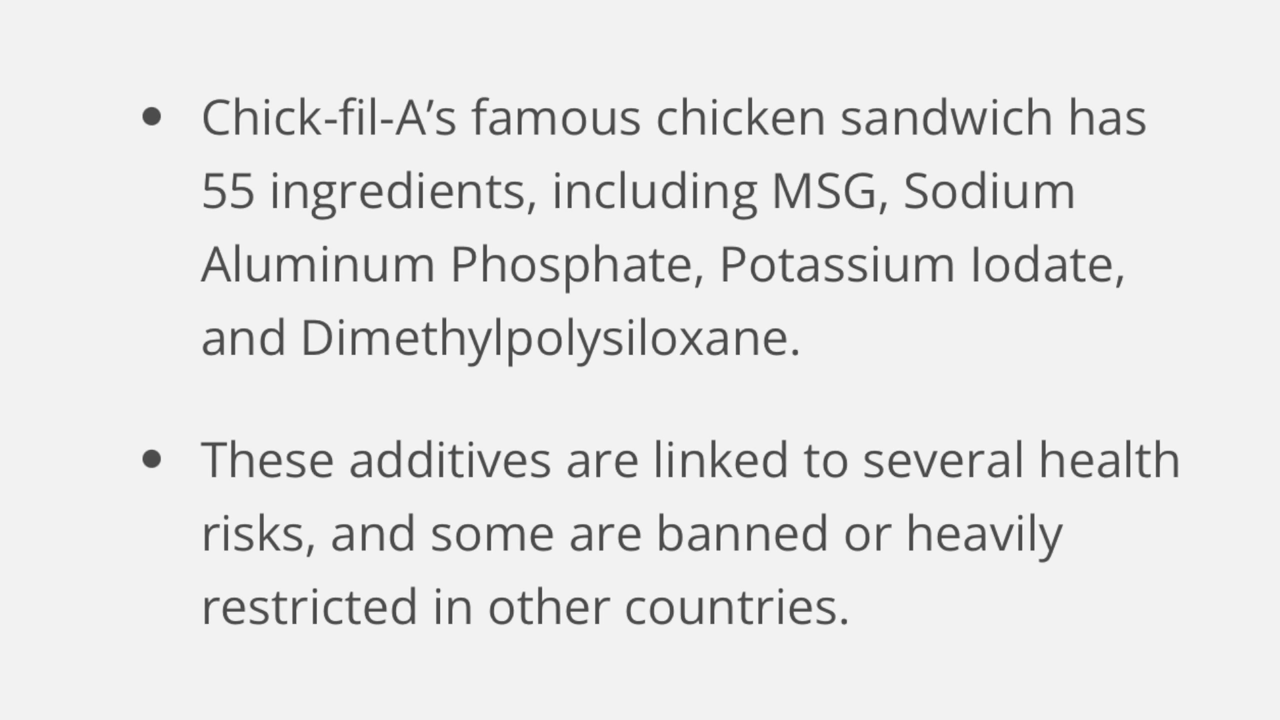 • Chick-fil-A’s famous chicken sandwich has
55 ingredients, including MSG, Sodium
Aluminum Phosphate, Potassium Iodate,
and Dimethylpolysiloxane.
• These additives are linked to several health
risks, and some are banned or heavily
restricted in other countries.